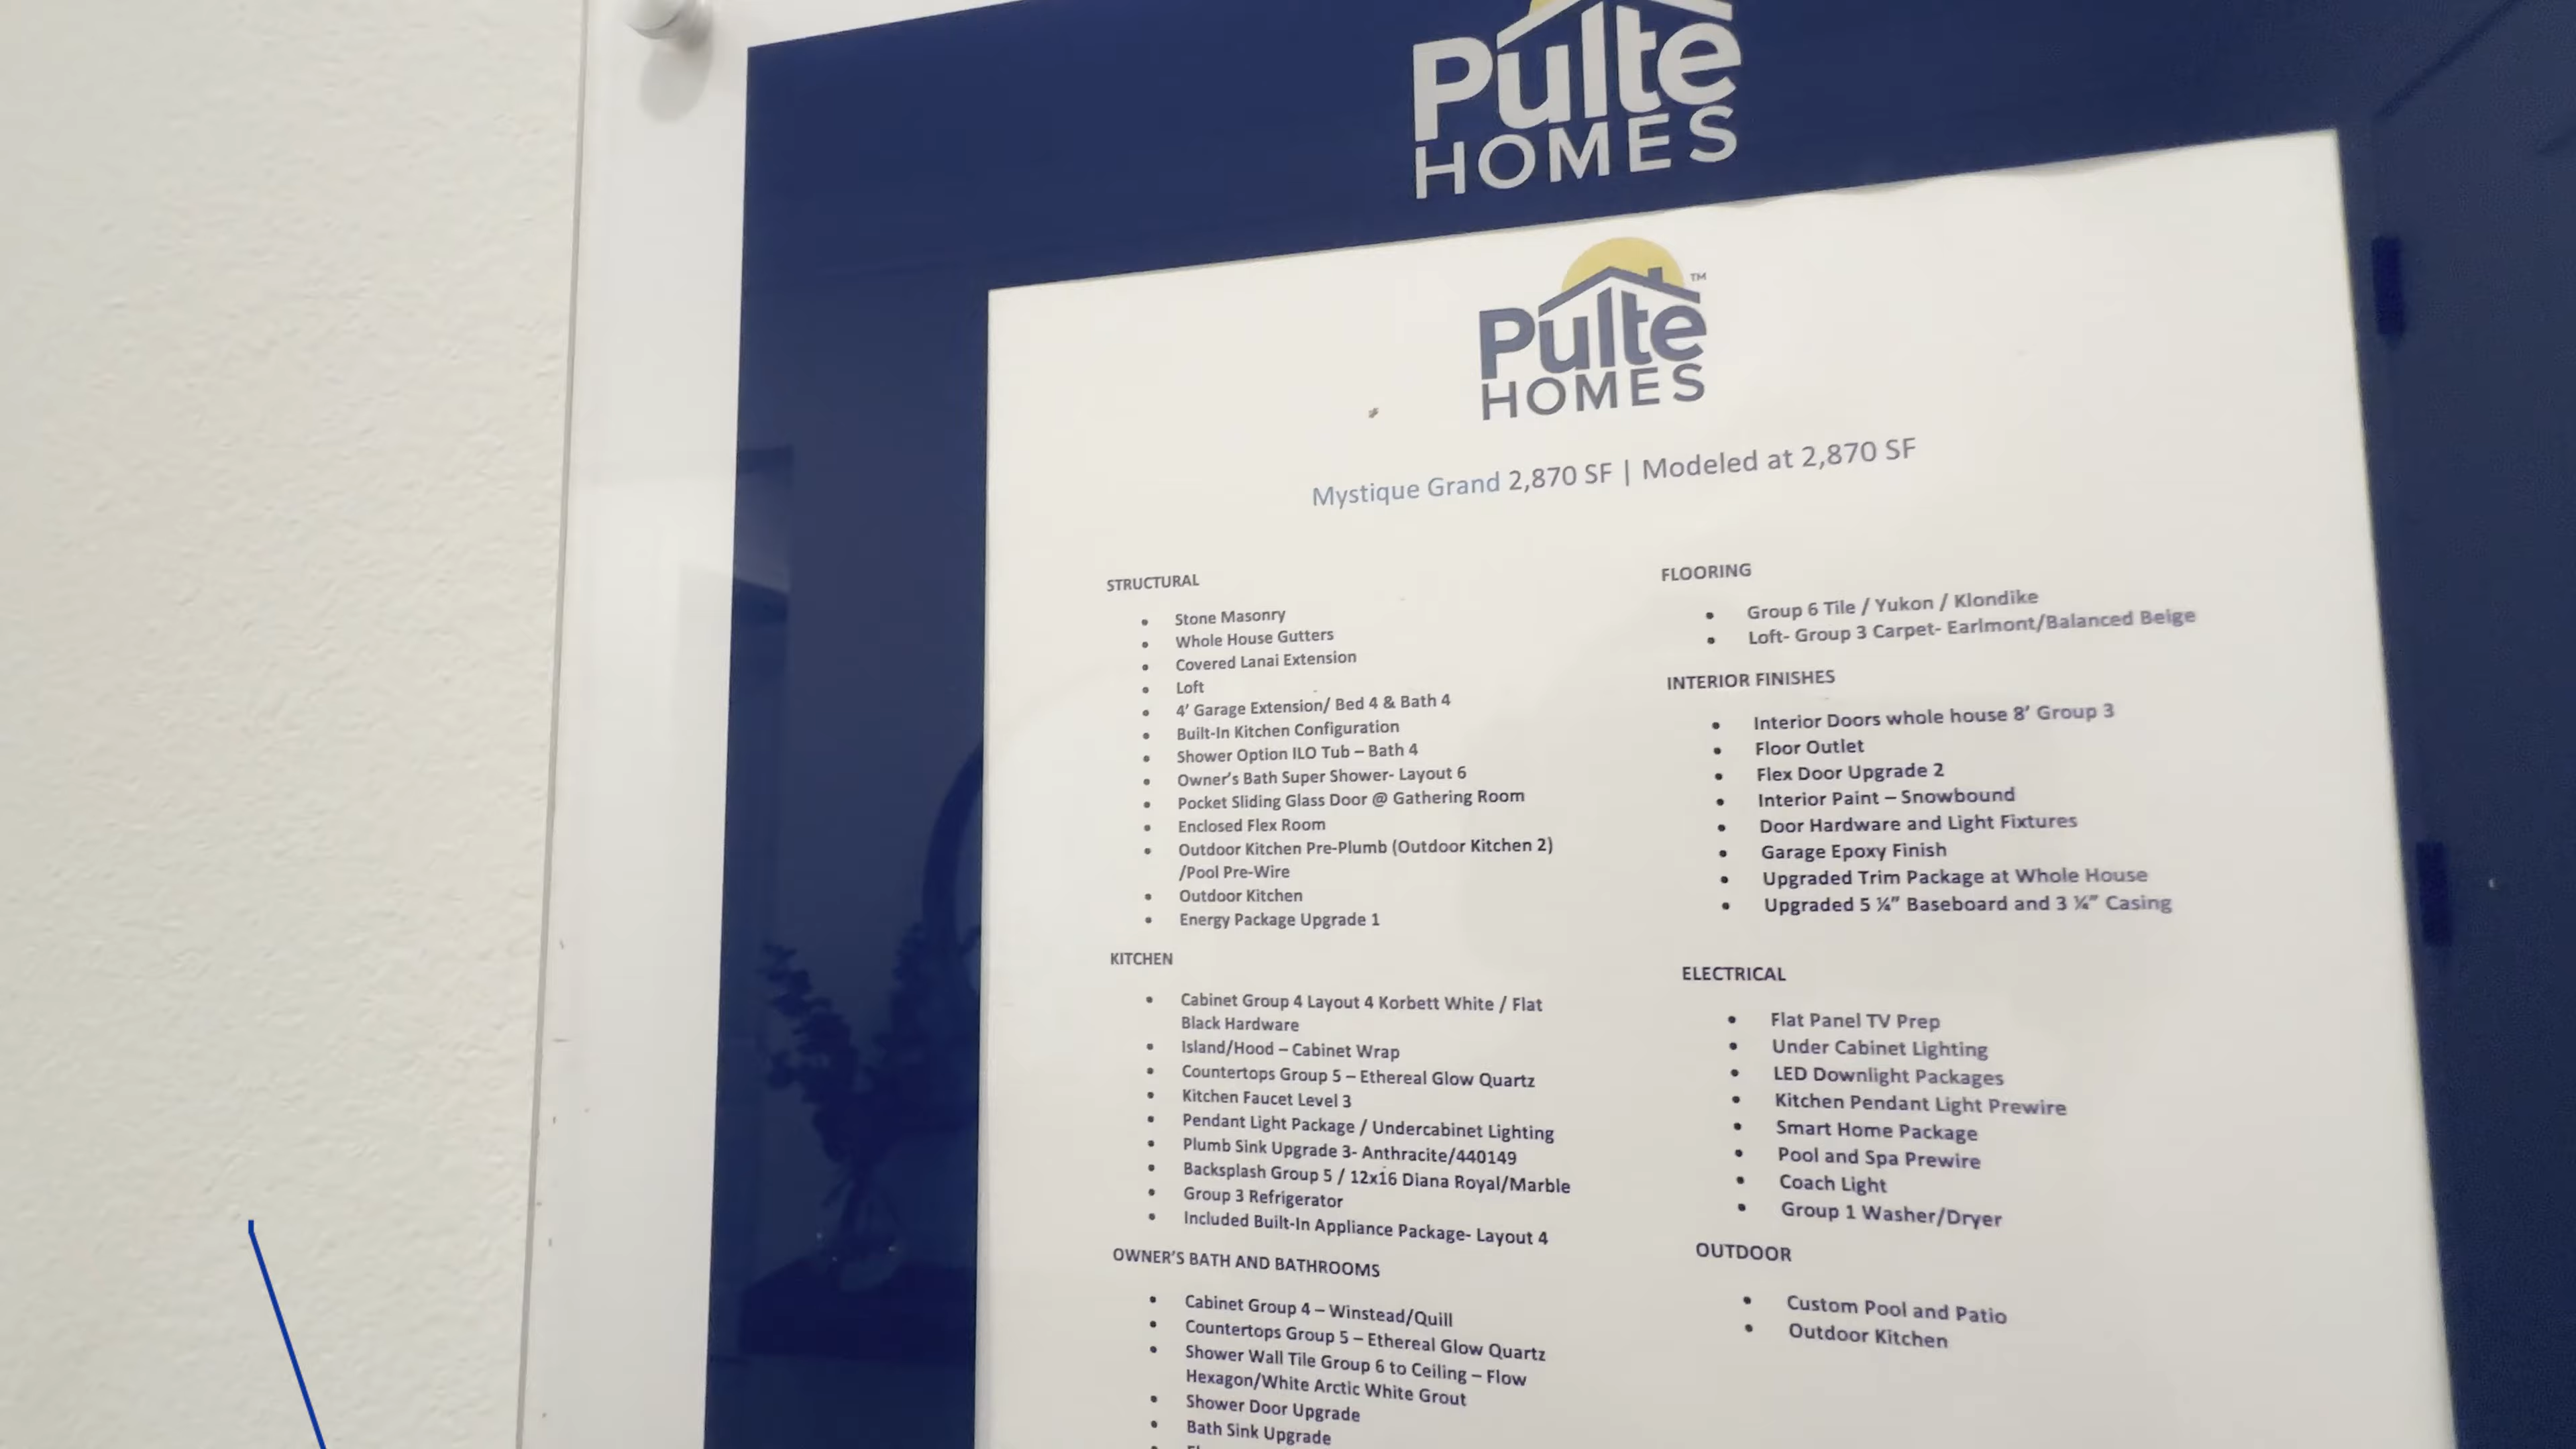 Pulte
HOMES
Pulte™
HOMES
Mystique Grand 2,870 SF | Modeled at 2,870 SF
STRUCTURAL
• Stone Masonry
• Whole House Gutters
• Covered Lanai Extension
• Loft
• 4’ Garage Extension/ Bed 4 & Bath 4
• Built-In Kitchen Configuration
• Shower Option ILO Tub – Bath 4
• Owner’s Bath Super Shower- Layout 6
• Pocket Sliding Glass Door @ Gathering Room
• Enclosed Flex Room
• Outdoor Kitchen Pre-Plumb (Outdoor Kitchen 2)
/Pool Pre-Wire
• Outdoor Kitchen
• Energy Package Upgrade 1
KITCHEN
• Cabinet Group 4 Layout 4 Korbett White / Flat
Black Hardware
• Island/Hood – Cabinet Wrap
• Countertops Group 5 – Ethereal Glow Quartz
• Kitchen Faucet Level 3
• Pendant Light Package / Undercabinet Lighting
• Plumb Sink Upgrade 3- Anthracite/440149
• Backsplash Group 5 / 12x16 Diana Royal/Marble
• Group 3 Refrigerator
• Included Built-In Appliance Package- Layout 4
OWNER’S BATH AND BATHROOMS
• Cabinet Group 4 – Winstead/Quill
• Countertops Group 5 – Ethereal Glow Quartz
• Shower Wall Tile Group 6 to Ceiling – Flow
Hexagon/White Arctic White Grout
• Shower Door Upgrade
• Bath Sink Upgrade
FLOORING
• Group 6 Tile / Yukon / Klondike
• Loft- Group 3 Carpet- Earlmont/Balanced Beige
INTERIOR FINISHES
• Interior Doors whole house 8’ Group 3
• Floor Outlet
• Flex Door Upgrade 2
• Interior Paint – Snowbound
• Door Hardware and Light Fixtures
• Garage Epoxy Finish
• Upgraded Trim Package at Whole House
• Upgraded 5 ¼” Baseboard and 3 ¼” Casing
ELECTRICAL
• Flat Panel TV Prep
• Under Cabinet Lighting
• LED Downlight Packages
• Kitchen Pendant Light Prewire
• Smart Home Package
• Pool and Spa Prewire
• Coach Light
• Group 1 Washer/Dryer
OUTDOOR
• Custom Pool and Patio
• Outdoor Kitchen